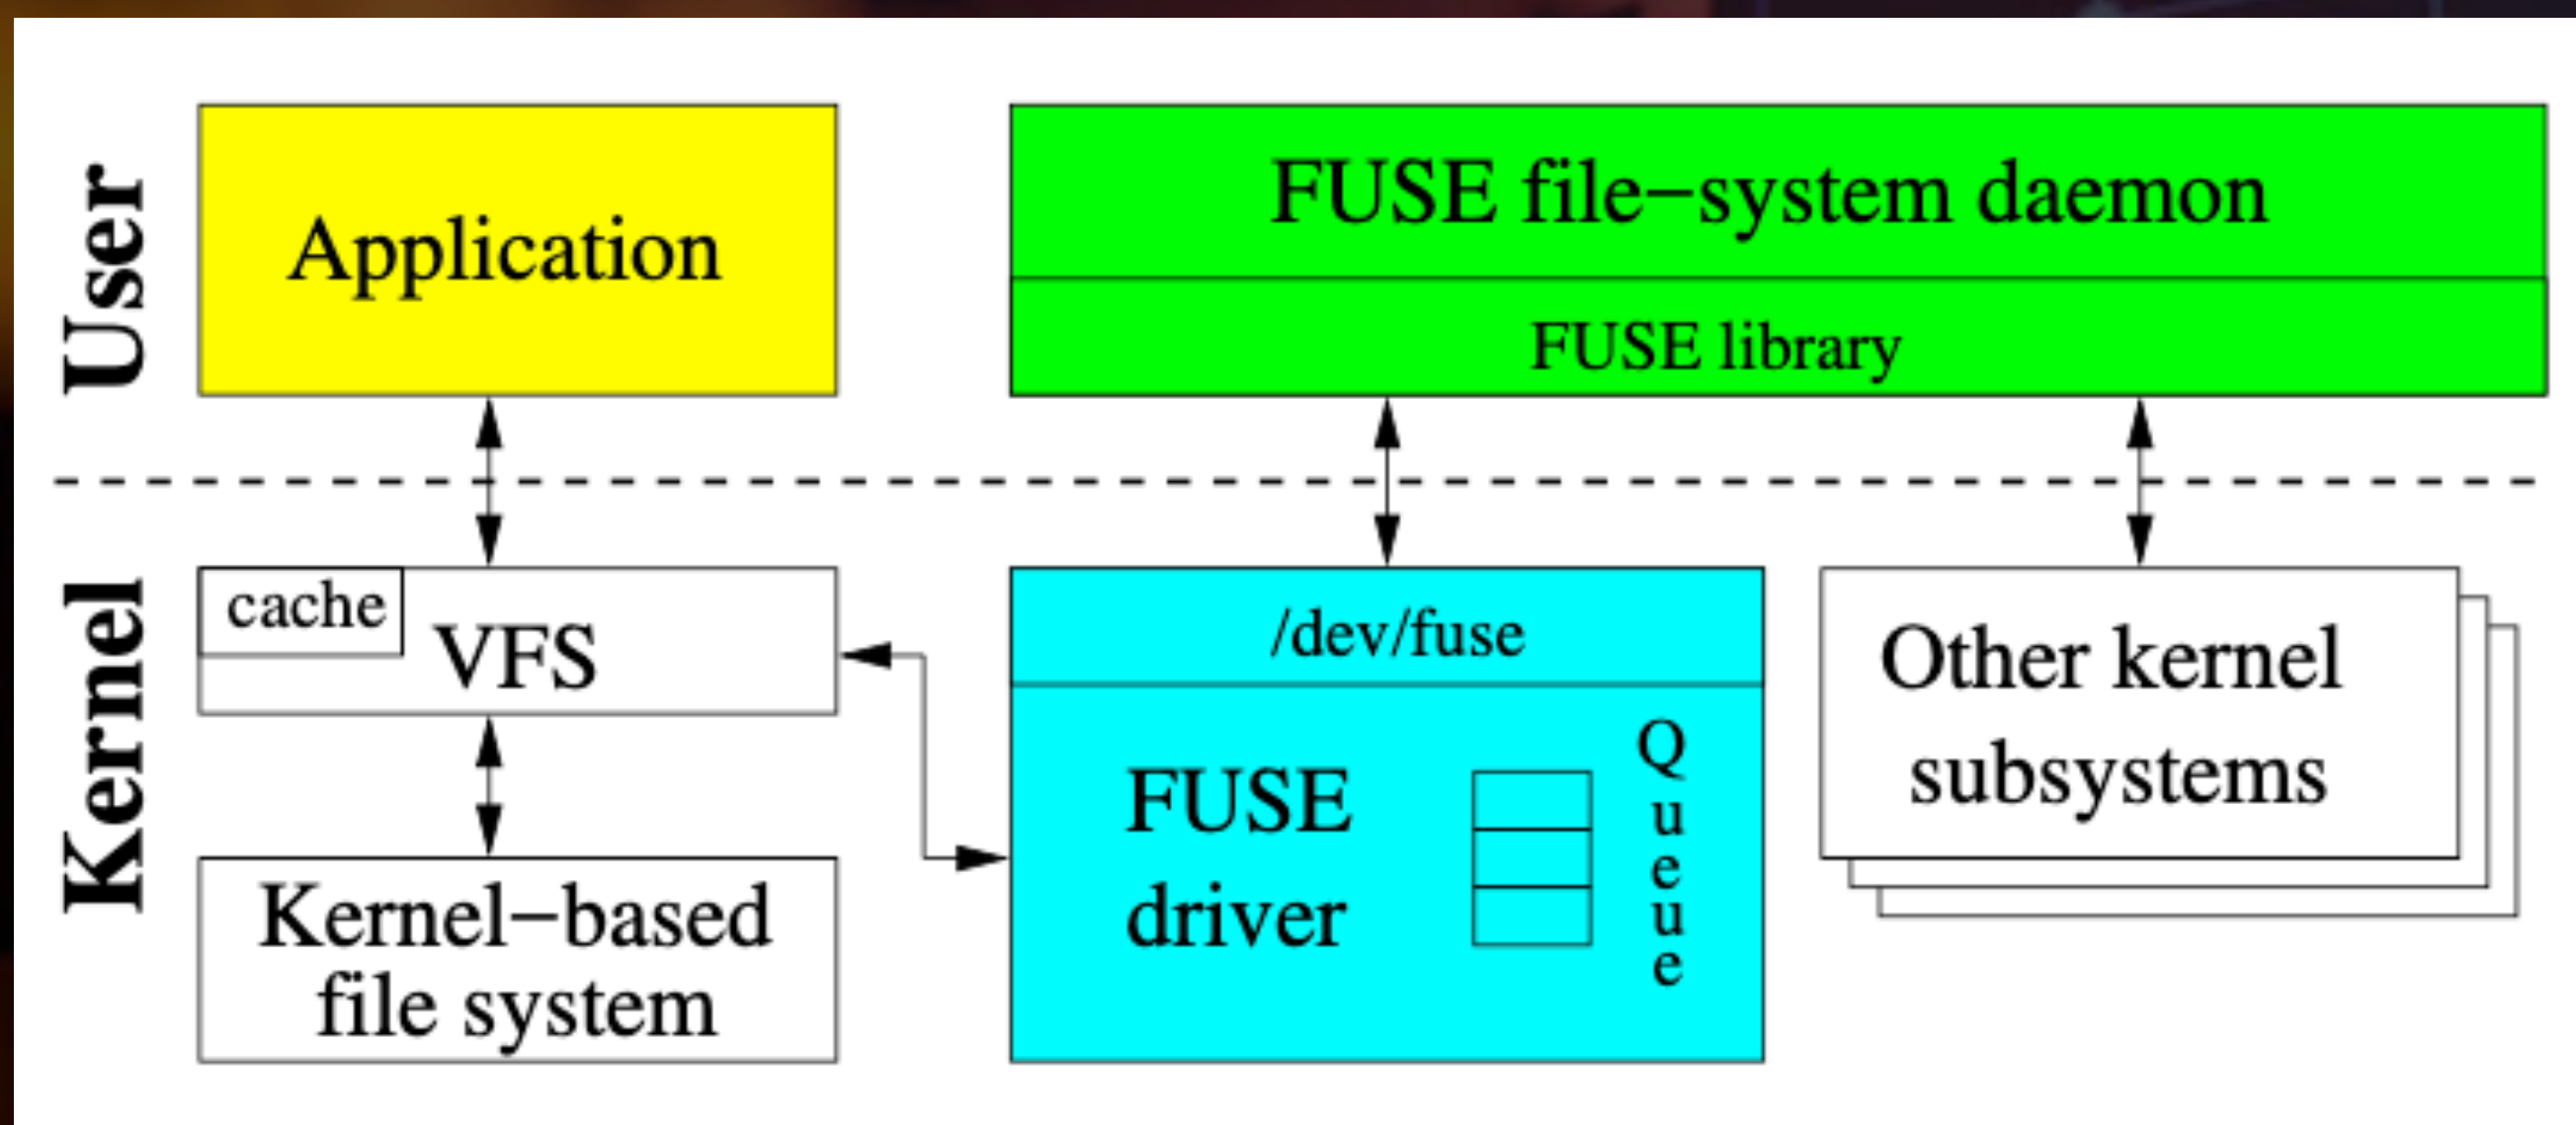 User
Application
FUSE file−system daemon
FUSE library
Kernel
cache
VFS
Kernel−based
file system
/dev/fuse
FUSE
driver
Queue
Other kernel
subsystems